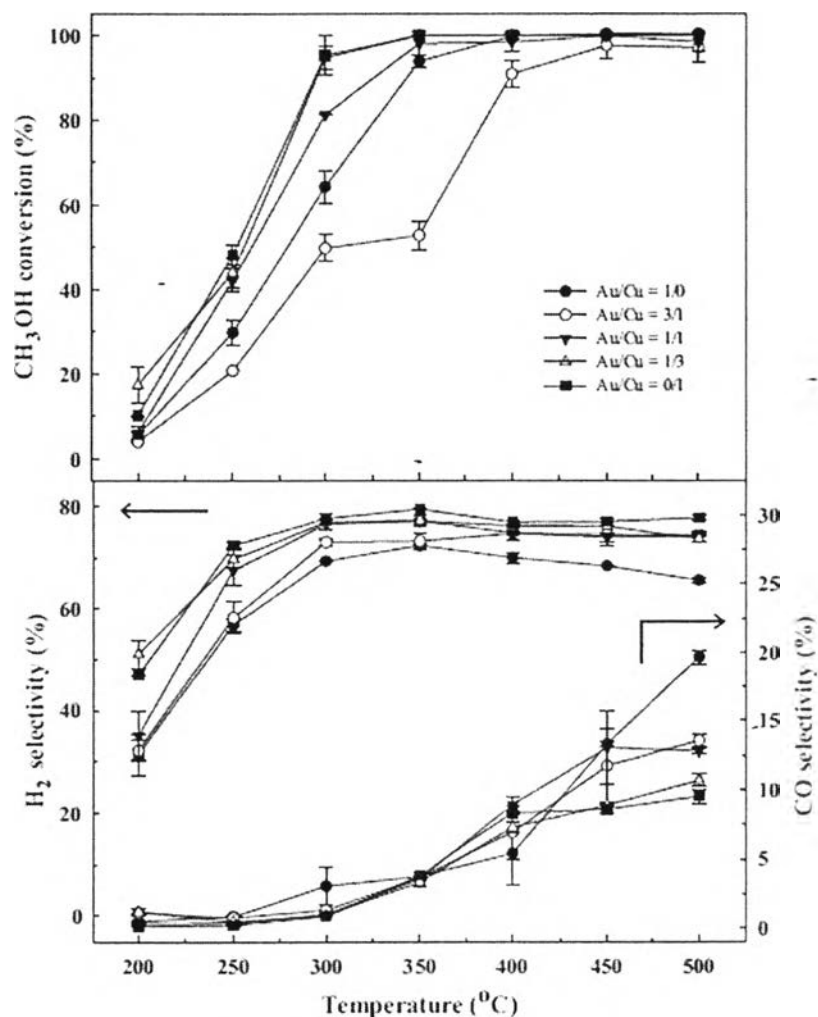 100
80
60
40
20
0
CH3OH conversion (%)
Au/Cu = 1/0
Au/Cu = 3/1
Au/Cu = 1/1
Au/Cu = 1/3
Au/Cu = 0/1
80
60
40
20
0
H2 selectivity (%)
30
25
20
15
10
5
0
CO selectivity (%)
200 250 300 350 400 450 500
Temperature (°C)